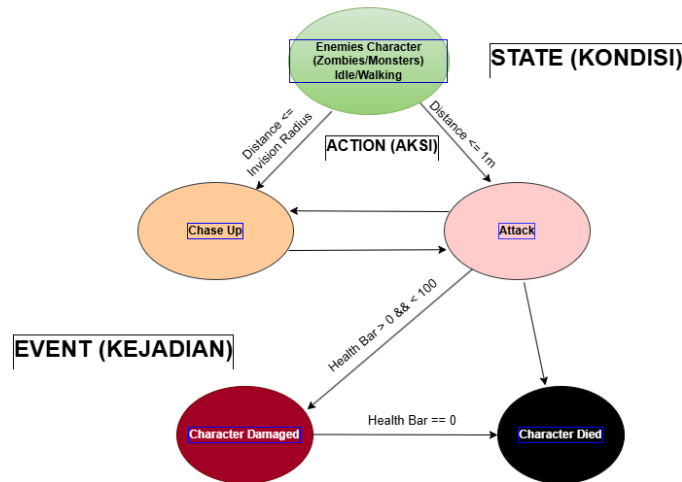 Enemies Character
(Zombies/Monsters)
Idle/Walking
STATE (KONDISI)
Distance <=
Invision Radius
ACTION (AKSI)
Distance <= 1m
Chase Up
Attack
Health Bar > 0 && < 100
EVENT (KEJADIAN)
Character Damaged
Health Bar == 0
Character Died